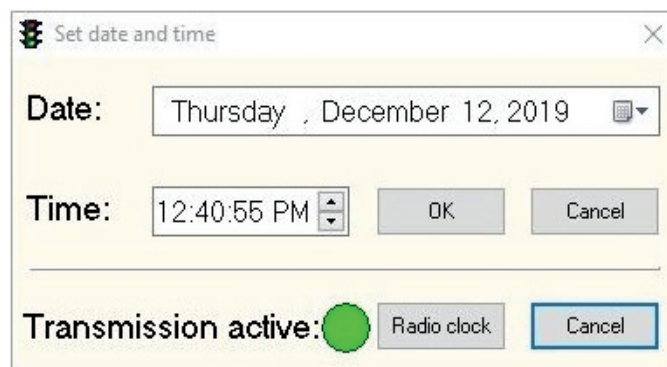 Set date and time
Date: Thursday , December 12, 2019
Time: 12:40:55 PM OK Cancel
Transmission active: Radio clock Cancel